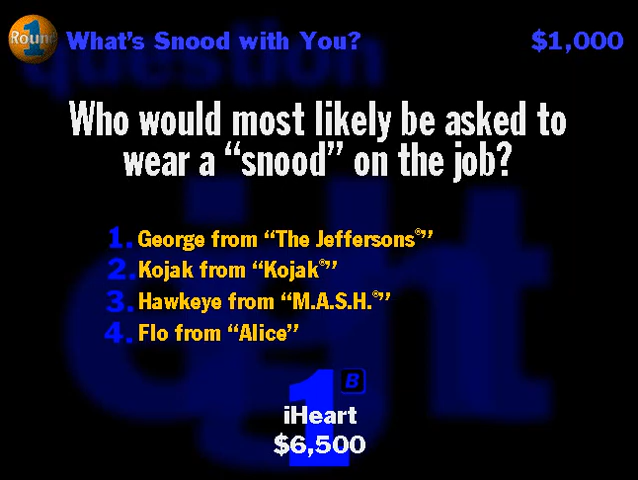 Round 1 What's Snood with You? $1,000
question
Who would most likely be asked to
wear a “snood” on the job?
1. George from “The Jeffersons®”
2. Kojak from “Kojak®”
3. Hawkeye from “M.A.S.H.®”
4. Flo from “Alice”
1 B
iHeart
$6,500